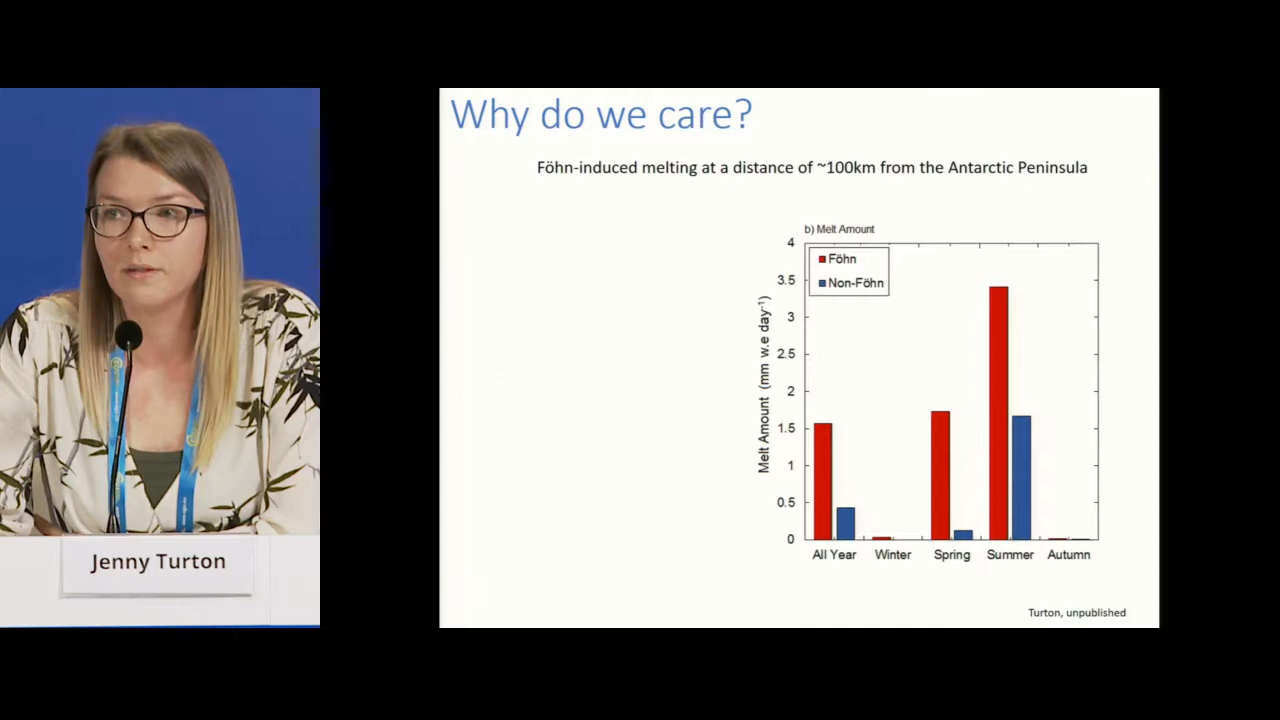 Why do we care?
Föhn-induced melting at a distance of ~100km from the Antarctic Peninsula
b) Melt Amount
Föhn
Non-Föhn
Melt Amount (mm w.e day⁻¹)
4
3.5
3
2.5
2
1.5
1
0.5
0
All Year Winter Spring Summer Autumn
Turton, unpublished
Jenny Turton